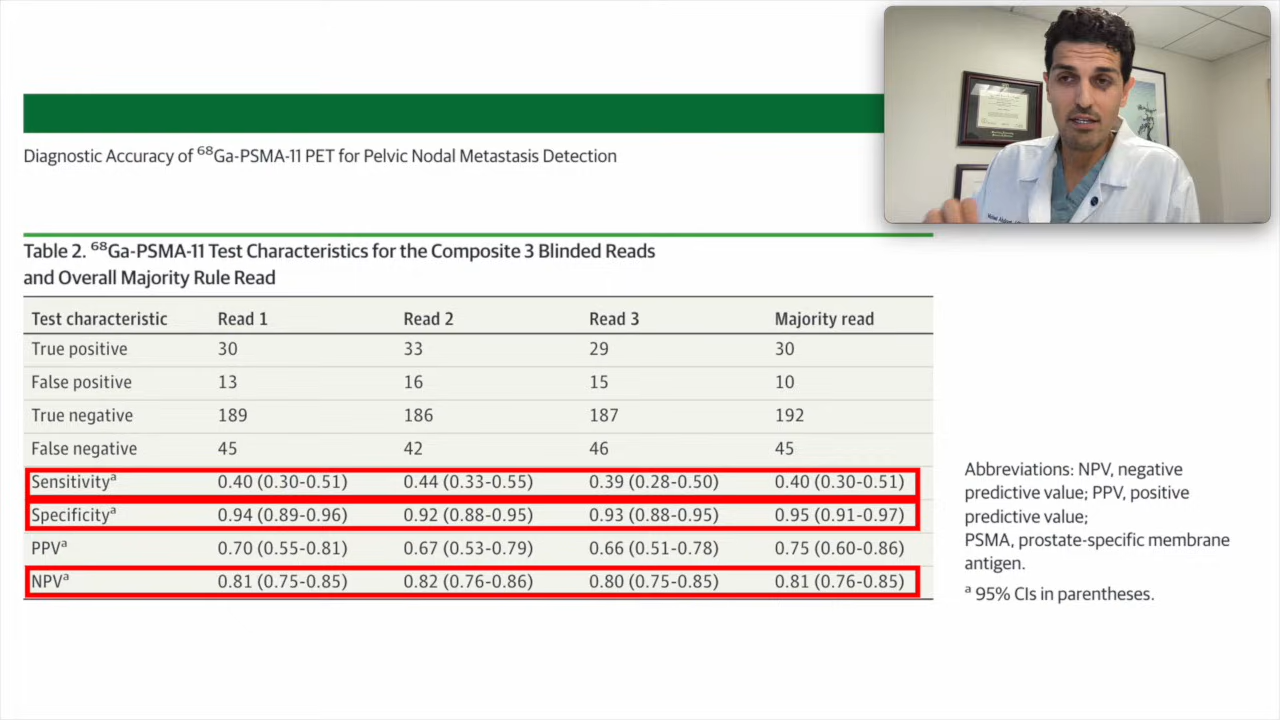 Diagnostic Accuracy of ⁶⁸Ga-PSMA-11 PET for Pelvic Nodal Metastasis Detection
Table 2. ⁶⁸Ga-PSMA-11 Test Characteristics for the Composite 3 Blinded Reads
and Overall Majority Rule Read
Test characteristic Read 1 Read 2 Read 3 Majority read
True positive 30 33 29 30
False positive 13 16 15 10
True negative 189 186 187 192
False negative 45 42 46 45
Sensitivityᵃ 0.40 (0.30-0.51) 0.44 (0.33-0.55) 0.39 (0.28-0.50) 0.40 (0.30-0.51)
Specificityᵃ 0.94 (0.89-0.96) 0.92 (0.88-0.95) 0.93 (0.88-0.95) 0.95 (0.91-0.97)
PPVᵃ 0.70 (0.55-0.81) 0.67 (0.53-0.79) 0.66 (0.51-0.78) 0.75 (0.60-0.86)
NPVᵃ 0.81 (0.75-0.85) 0.82 (0.76-0.86) 0.80 (0.75-0.85) 0.81 (0.76-0.85)
Abbreviations: NPV, negative
predictive value; PPV, positive
predictive value;
PSMA, prostate-specific membrane
antigen.
ᵃ 95% CIs in parentheses.